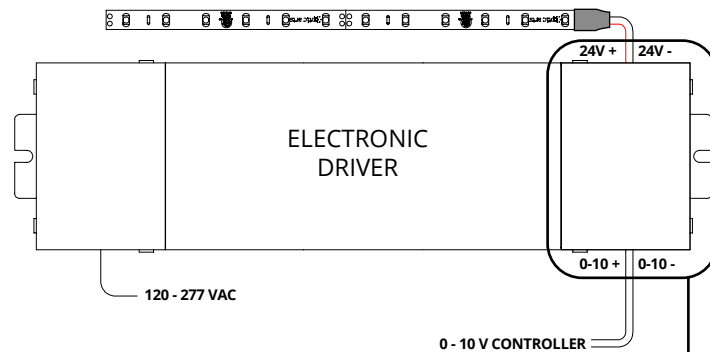 24V + 24V -
ELECTRONIC
DRIVER
0-10 + 0-10 -
120 - 277 VAC
0 - 10 V CONTROLLER